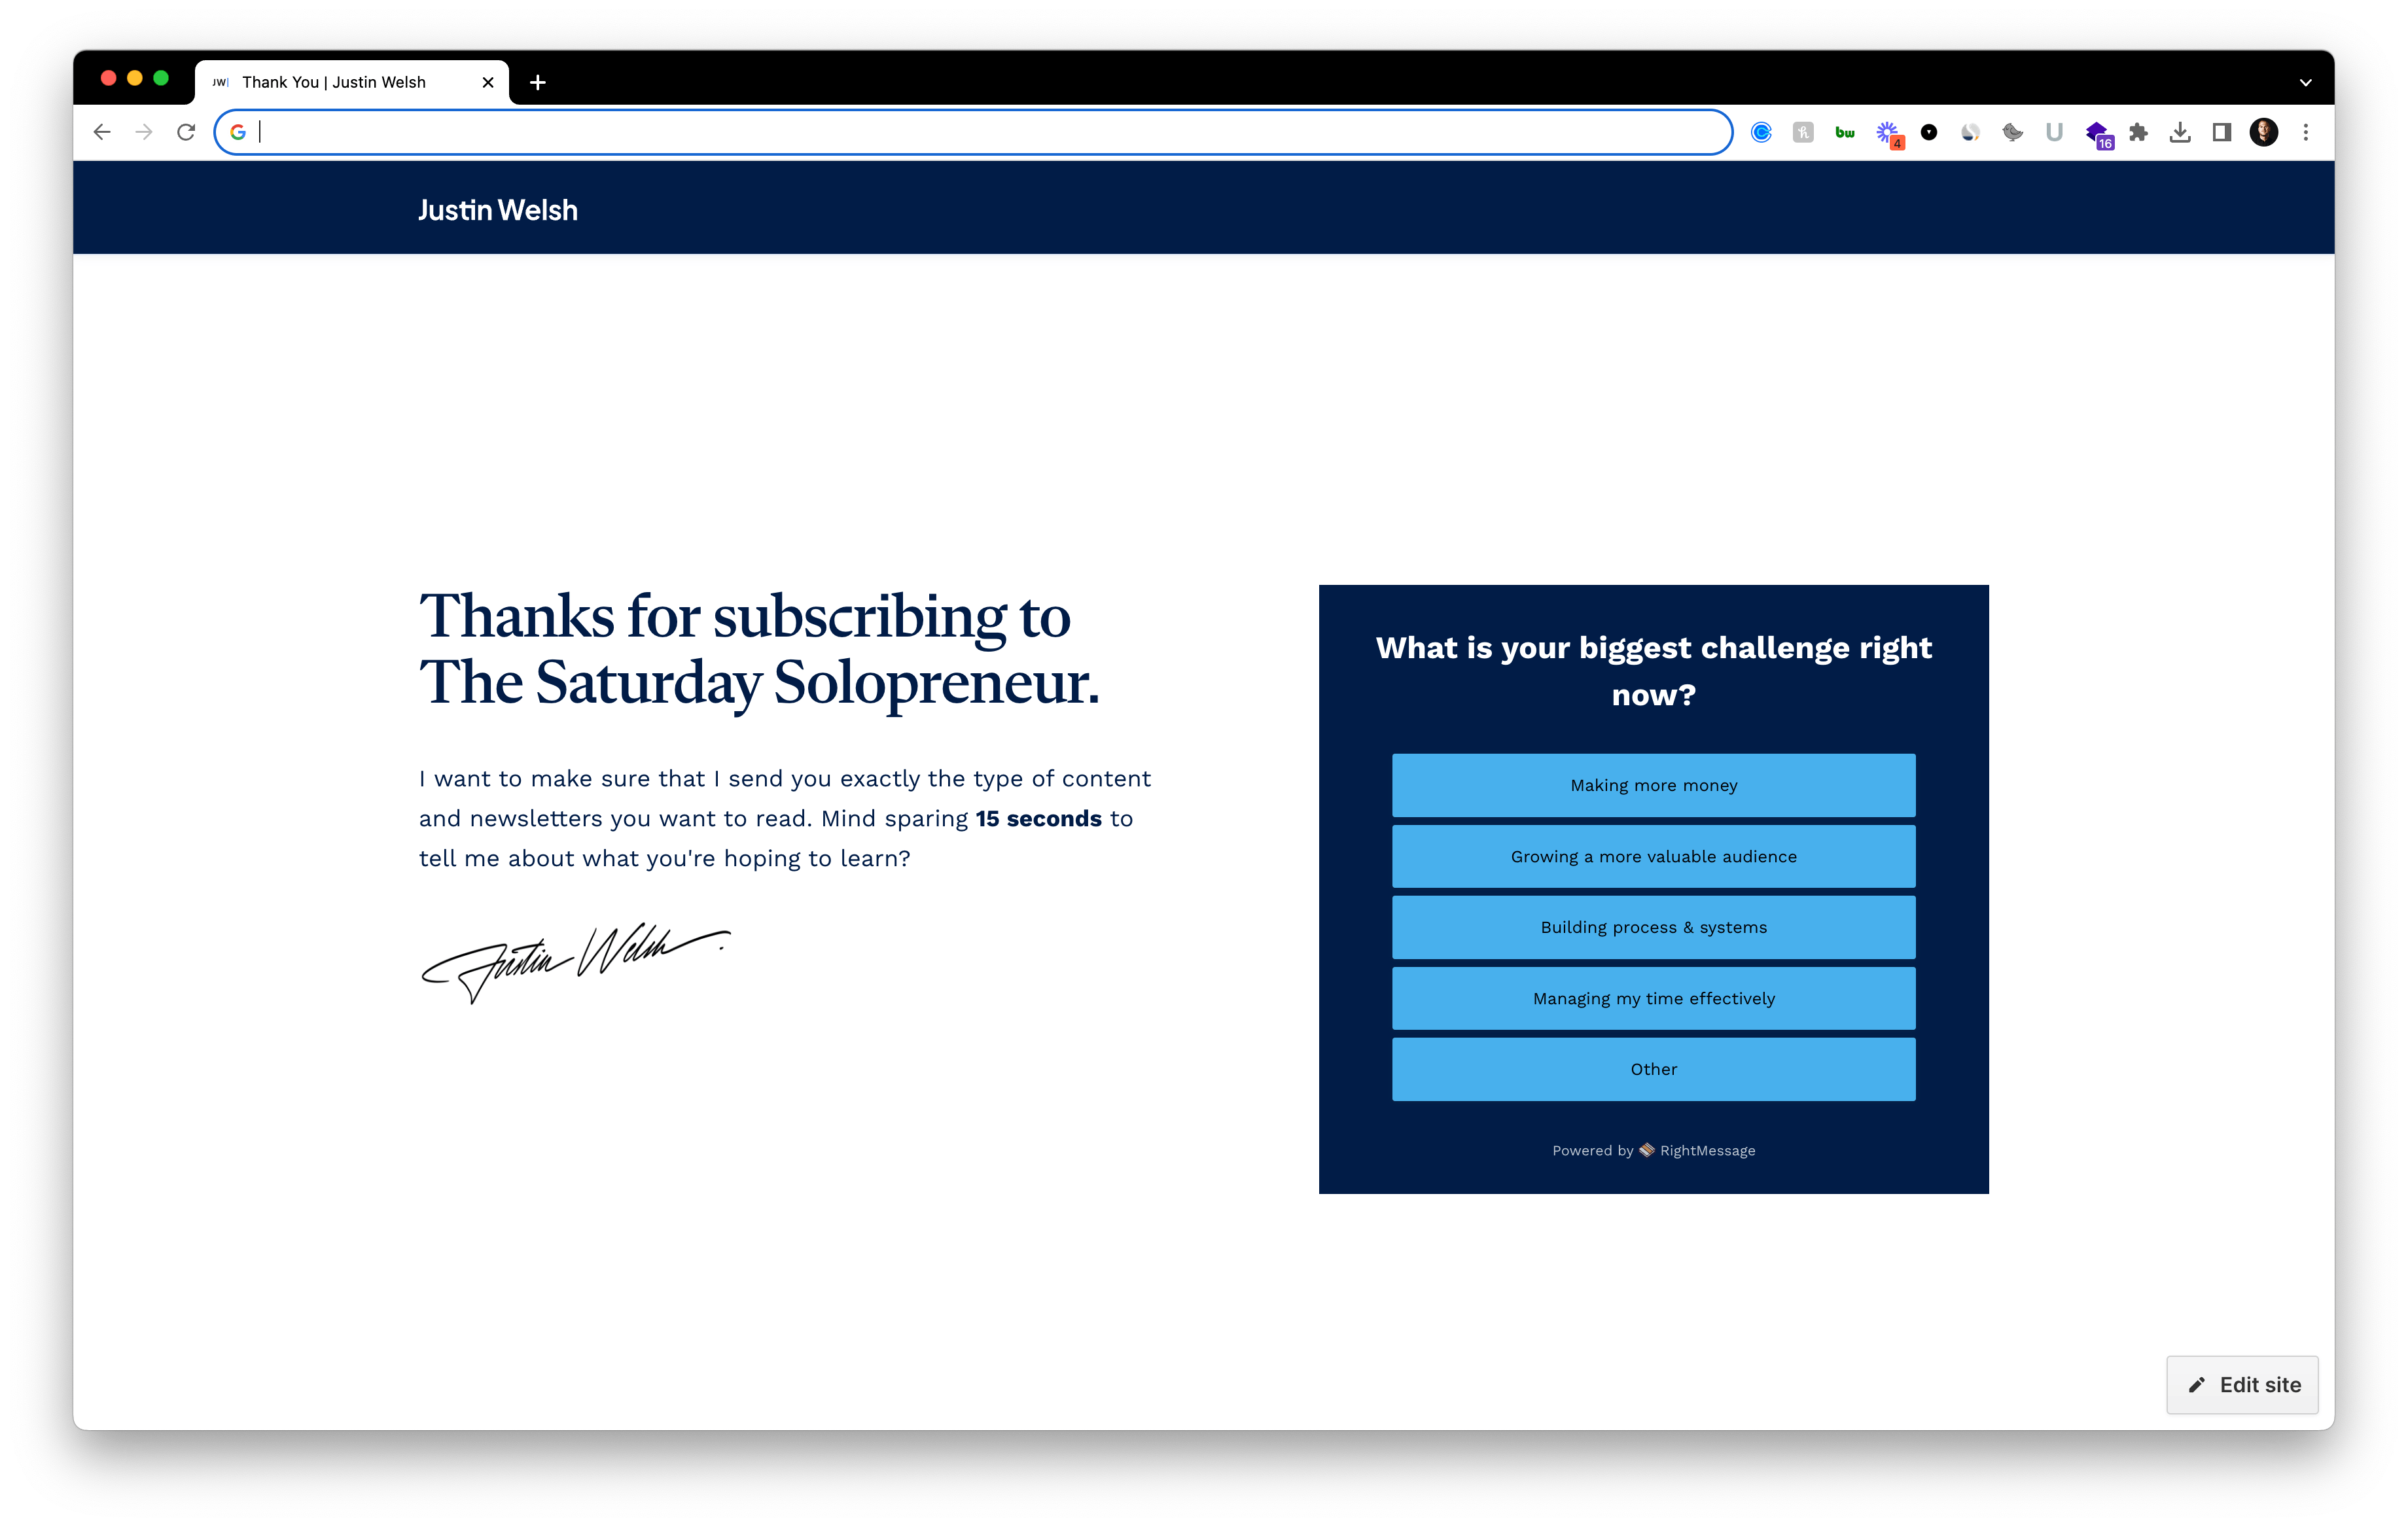 JW|
Thank You | Justin Welsh
bw
4
U
16
Justin Welsh
Thanks for subscribing to
The Saturday Solopreneur.
I want to make sure that I send you exactly the type of content
and newsletters you want to read. Mind sparing 15 seconds to
tell me about what you're hoping to learn?
Justin Welsh
What is your biggest challenge right
now?
Making more money
Growing a more valuable audience
Building process & systems
Managing my time effectively
Other
Powered by RightMessage
Edit site